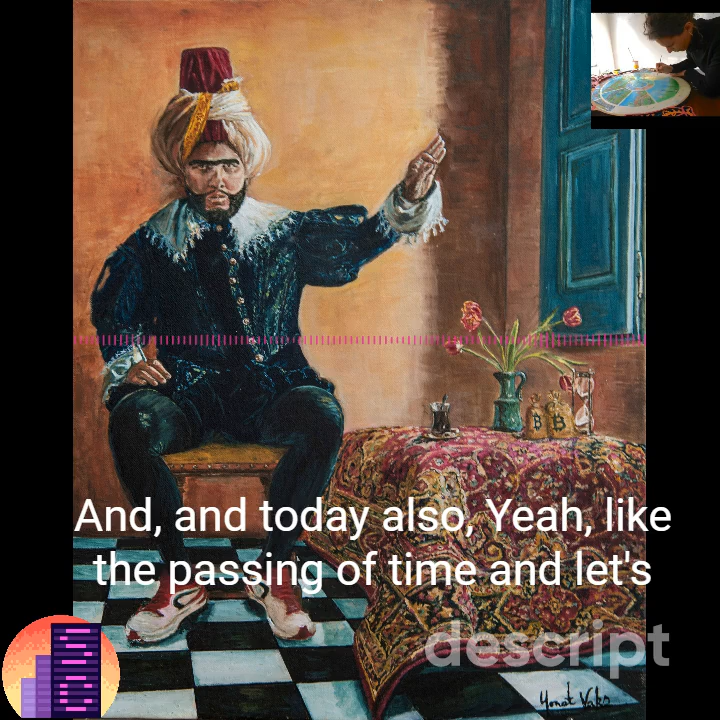 And, and today also, Yeah, like
the passing of time and let's
descript